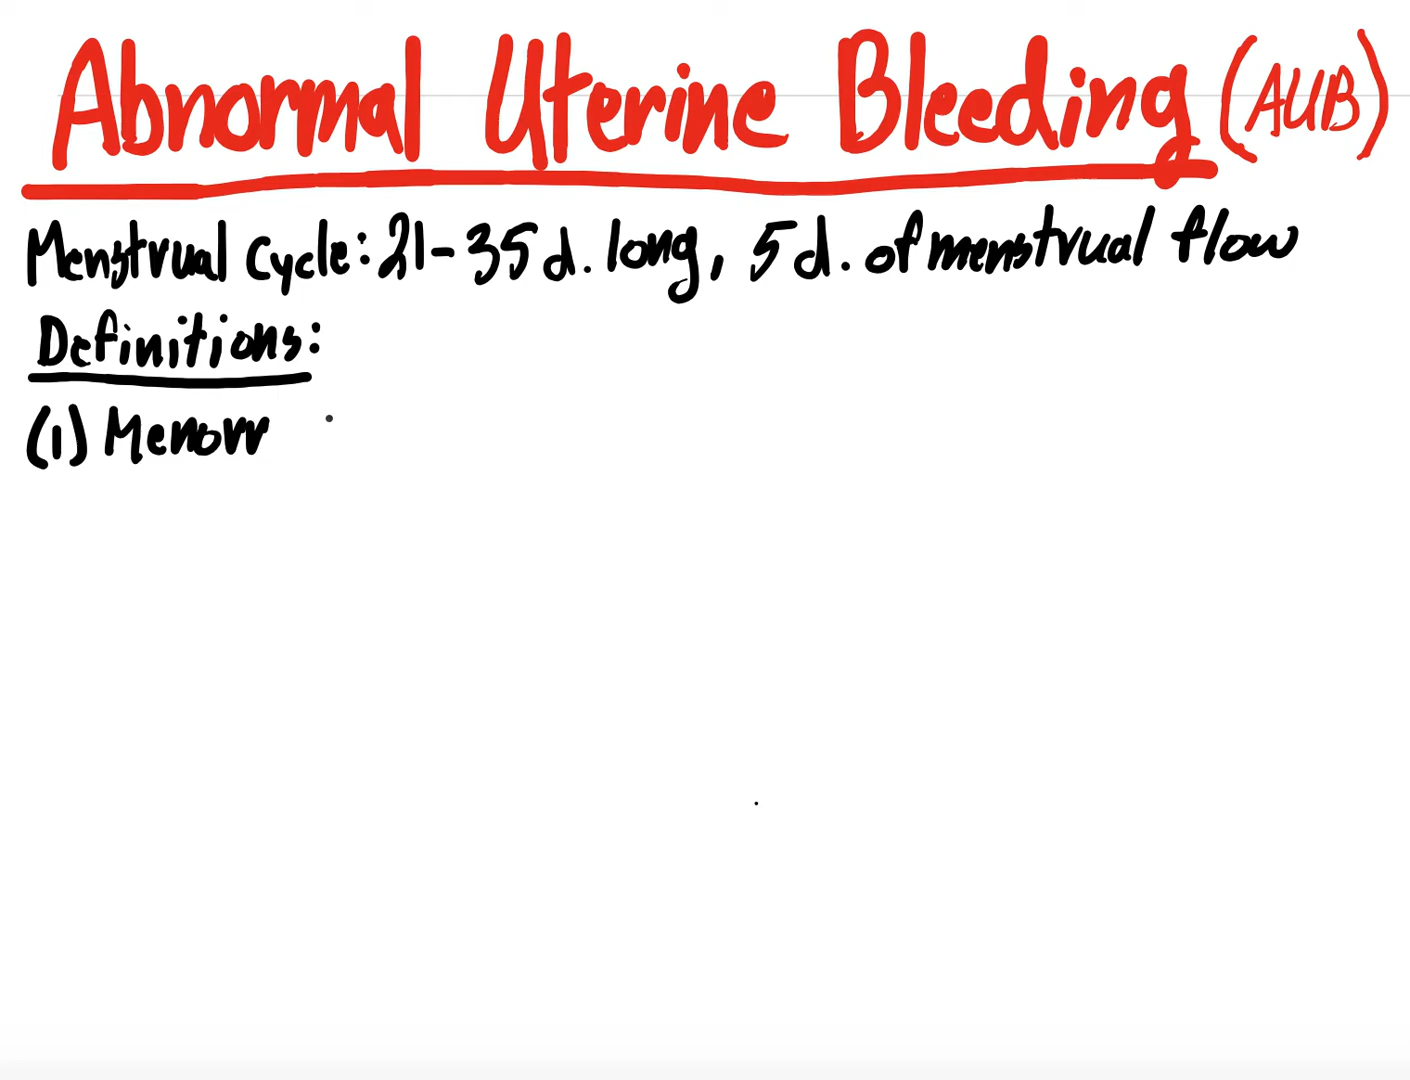 Abnormal Uterine Bleeding (AUB)
Menstrual Cycle: 21-35 d. long, 5 d. of menstrual flow
Definitions:
(1) Menorr